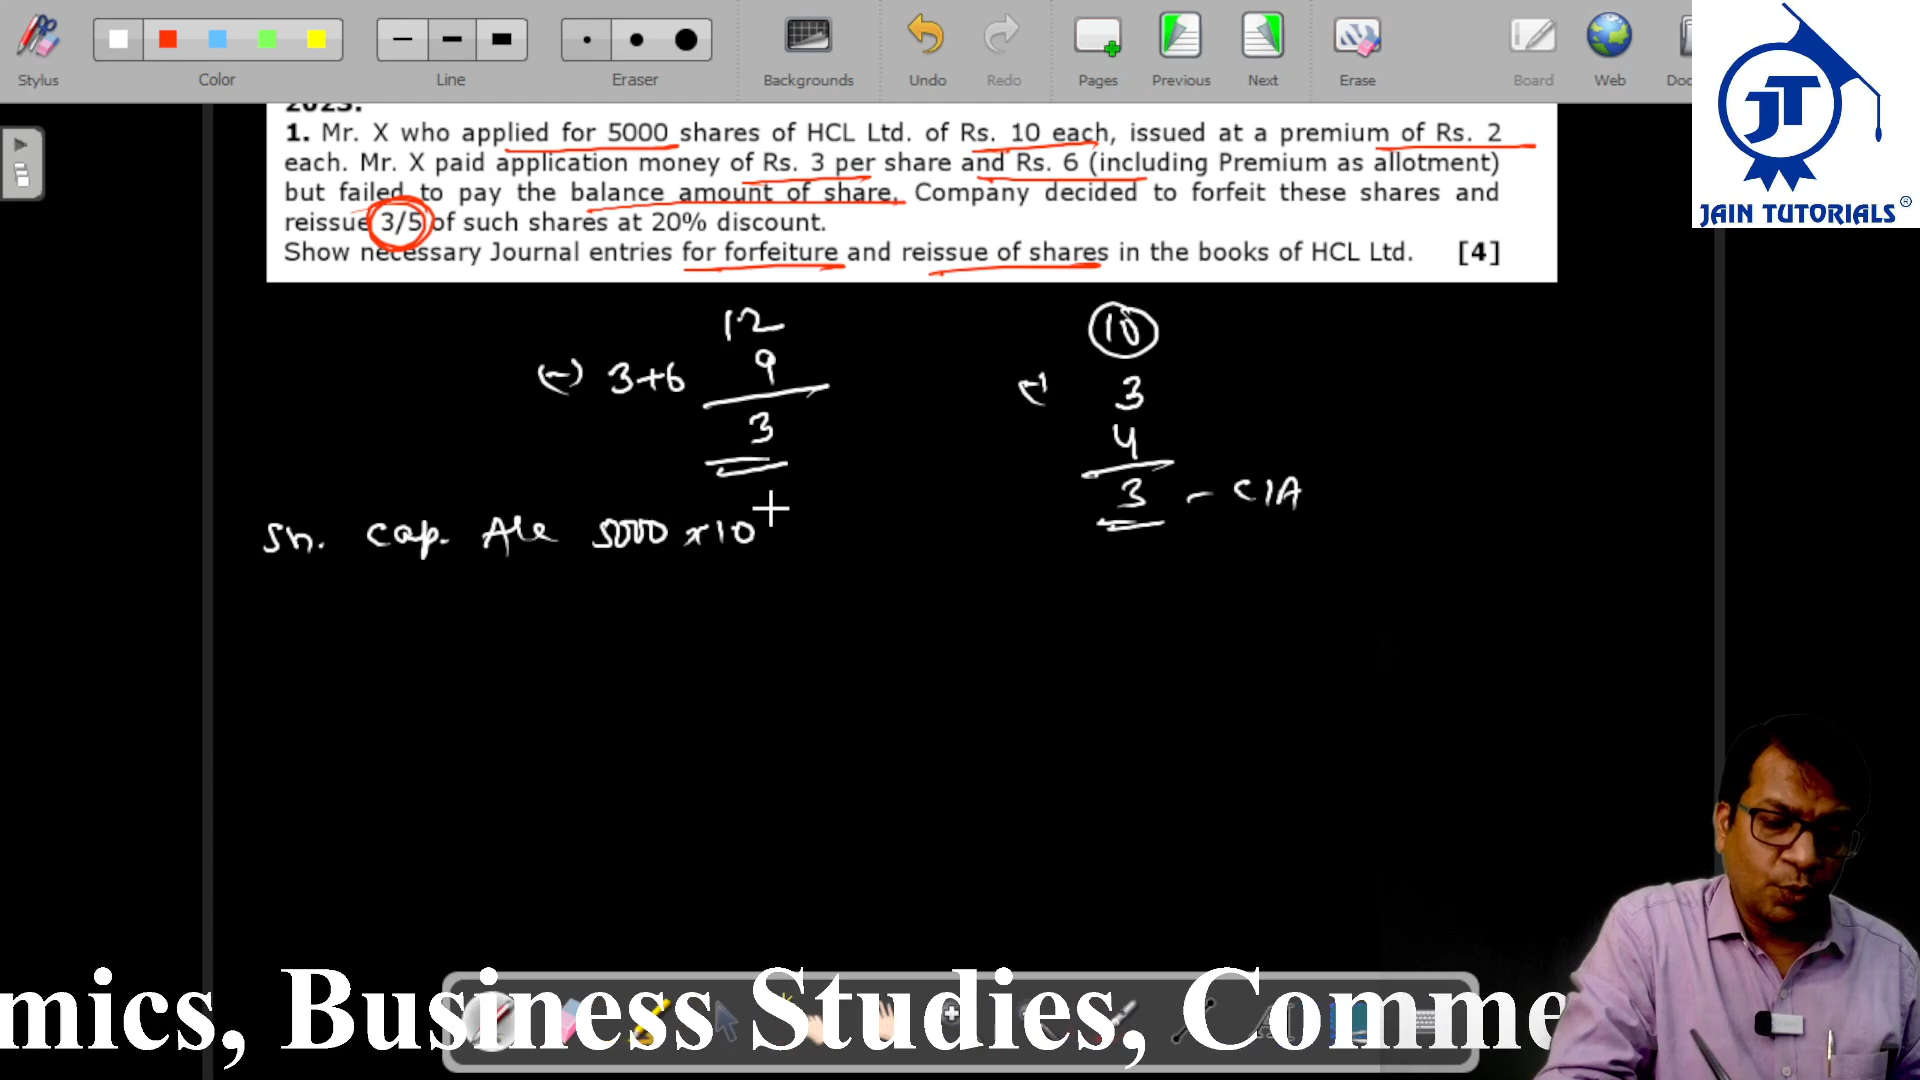 Stylus Color Line Eraser Backgrounds Undo Redo Pages Previous Next Erase Board Web
JT
JAIN TUTORIALS®
2023.
1. Mr. X who applied for 5000 shares of HCL Ltd. of Rs. 10 each, issued at a premium of Rs. 2
each. Mr. X paid application money of Rs. 3 per share and Rs. 6 (including Premium as allotment)
but failed to pay the balance amount of share. Company decided to forfeit these shares and
reissue 3/5 of such shares at 20% discount.
Show necessary Journal entries for forfeiture and reissue of shares in the books of HCL Ltd. [4]
12
(-) 3+6 9
3
10
(-) 3
4
3 - C/A
Sh. Cap. A/c 5000 × 10
mics, Business Studies, Comme